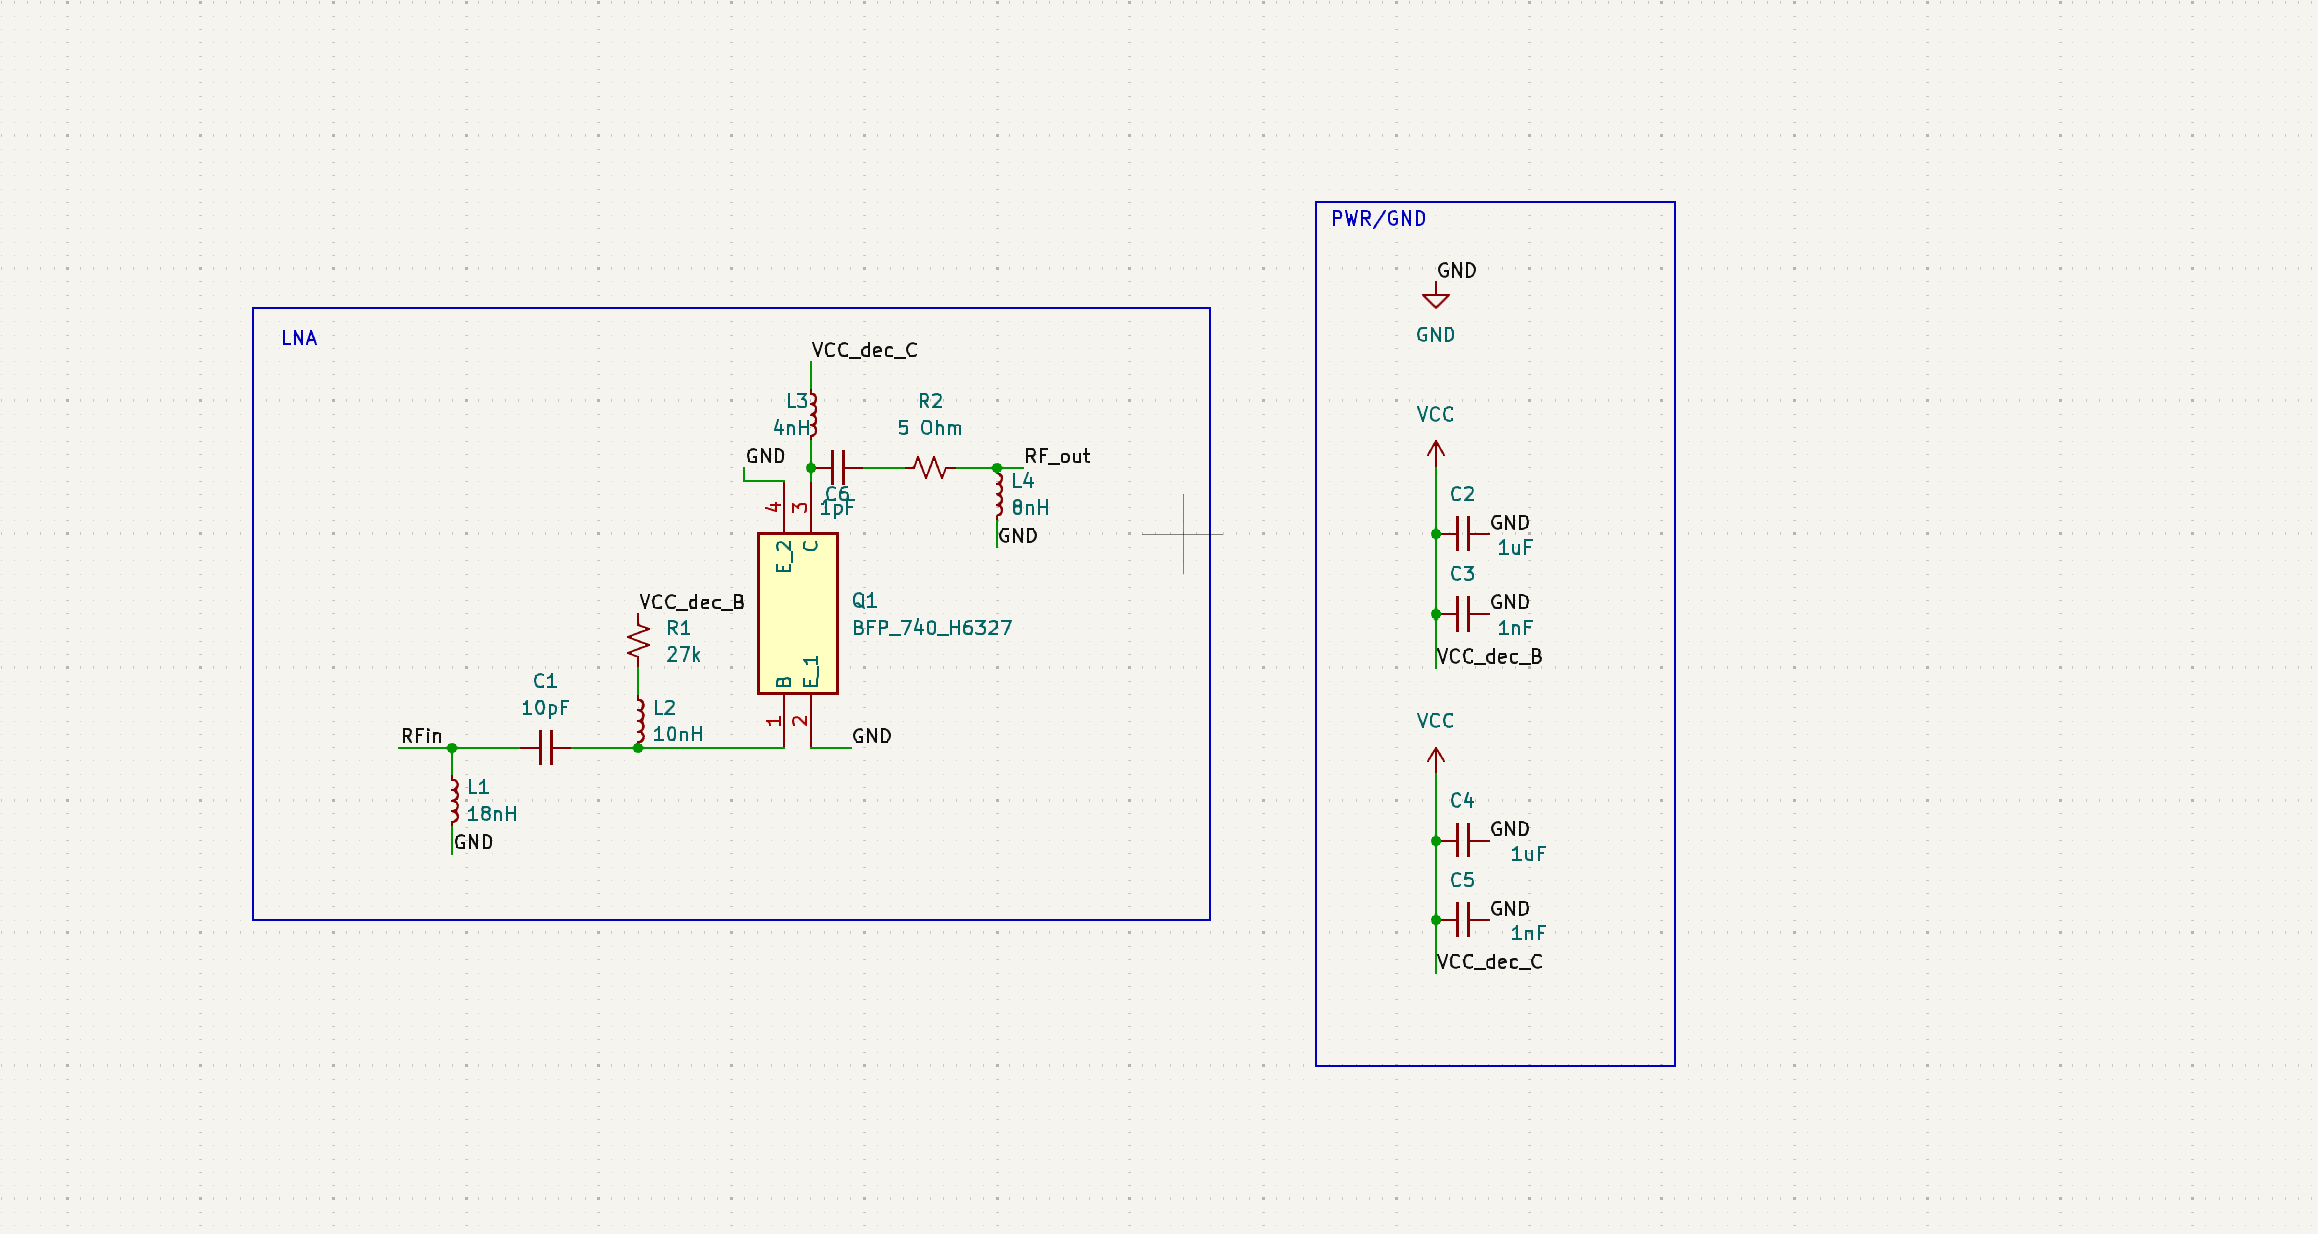 LNA
VCC_dec_C
L3
4nH
R2
5 Ohm
GND
RF_out
C6
1pF
L4
8nH
GND
4
3
E_2
C
VCC_dec_B
R1
27k
Q1
BFP_740_H6327
B
E_1
1
2
C1
10pF
L2
10nH
RFin
GND
L1
18nH
GND
PWR/GND
GND
GND
VCC
C2
GND
1uF
C3
GND
1nF
VCC_dec_B
VCC
C4
GND
1uF
C5
GND
1nF
VCC_dec_C